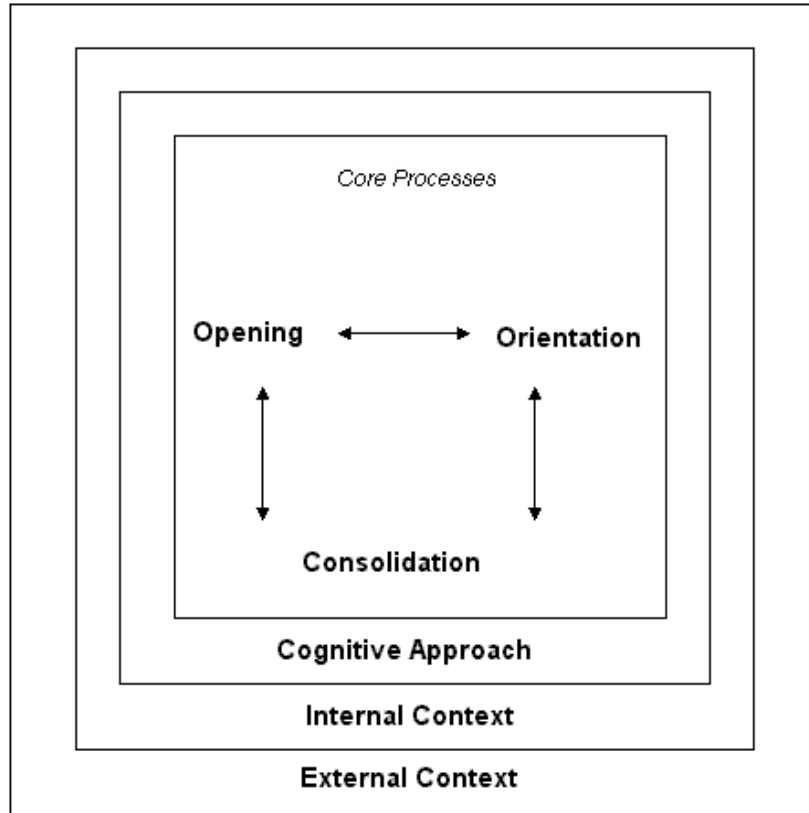 Core Processes
Opening
Orientation
Consolidation
Cognitive Approach
Internal Context
External Context